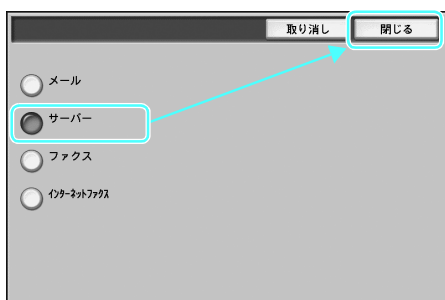 取り消し 閉じる
メール
サーバー
ファクス
ｲﾝﾀｰﾈｯﾄﾌｧｸｽ